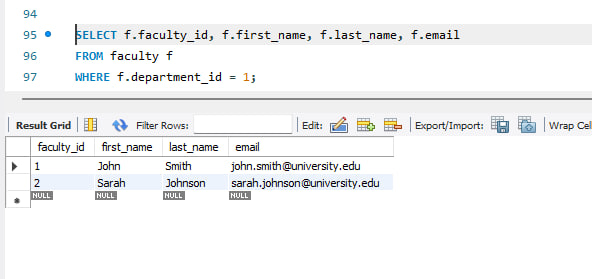 94
95 SELECT f.faculty_id, f.first_name, f.last_name, f.email
96 FROM faculty f
97 WHERE f.department_id = 1;
Result Grid Filter Rows: Edit: Export/Import: Wrap Cel
faculty_id first_name last_name email
1 John Smith john.smith@university.edu
2 Sarah Johnson sarah.johnson@university.edu
NULL NULL NULL NULL